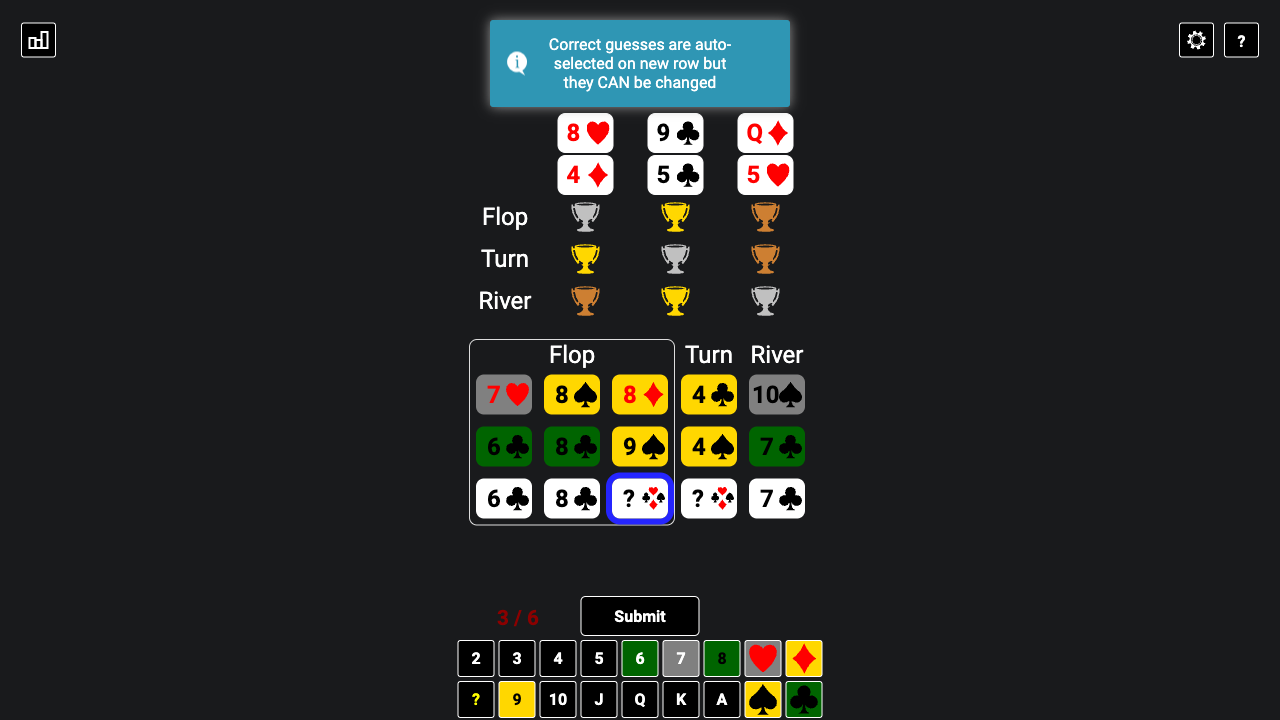 Correct guesses are auto-
selected on new row but
they CAN be changed
?
8 9 Q
4 5 5
Flop
Turn
River
Flop Turn River
7 8 8 4 10
6 8 9 4 7
6 8 ? ? 7
3 / 6 Submit
2 3 4 5 6 7 8
? 9 10 J Q K A